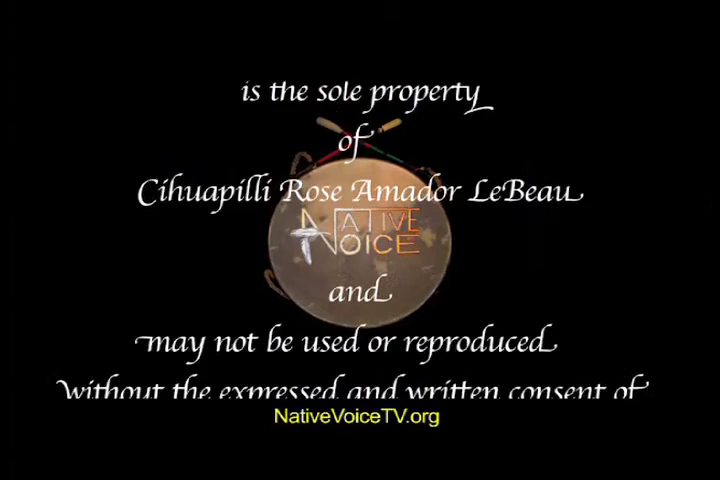 is the sole property
of
Cihuapilli Rose Amador LeBeau
NATIVE
VOICE
and
may not be used or reproduced
without the expressed and written consent of
NativeVoiceTV.org